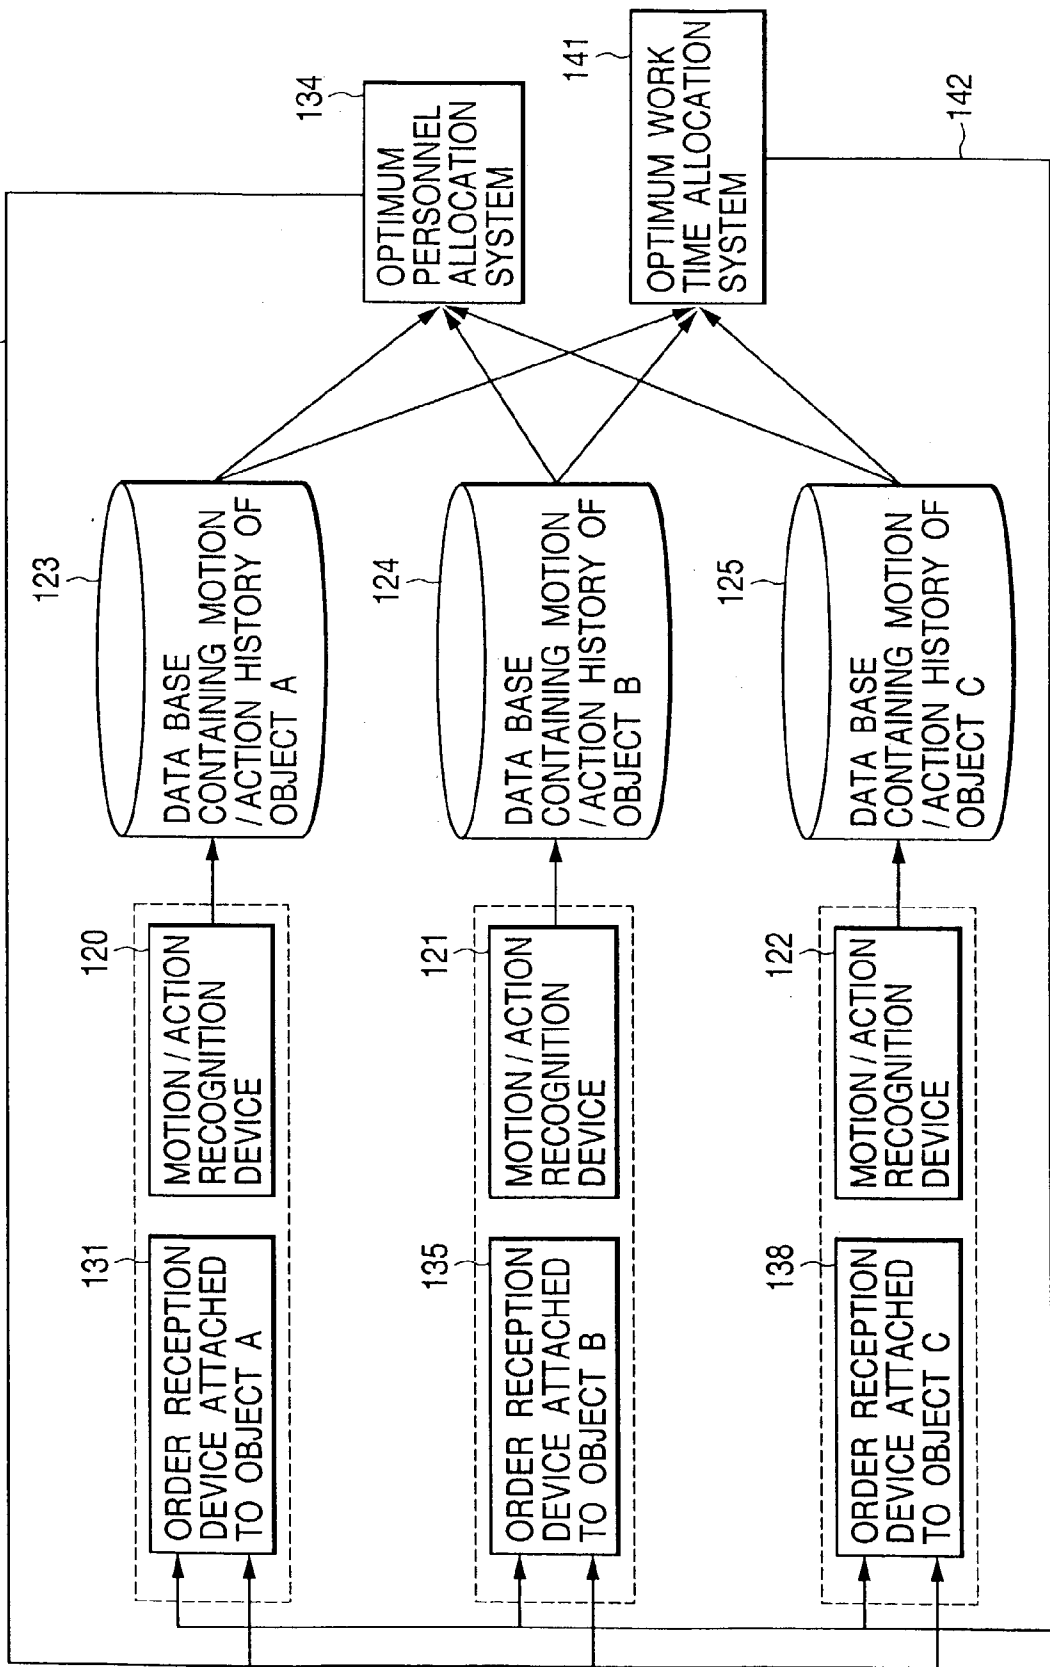 131
ORDER RECEPTION
DEVICE ATTACHED
TO OBJECT A
120
MOTION/ACTION
RECOGNITION
DEVICE
123
DATA BASE
CONTAINING MOTION
/ACTION HISTORY OF
OBJECT A
135
ORDER RECEPTION
DEVICE ATTACHED
TO OBJECT B
121
MOTION/ACTION
RECOGNITION
DEVICE
124
DATA BASE
CONTAINING MOTION
/ACTION HISTORY OF
OBJECT B
138
ORDER RECEPTION
DEVICE ATTACHED
TO OBJECT C
122
MOTION/ACTION
RECOGNITION
DEVICE
125
DATA BASE
CONTAINING MOTION
/ACTION HISTORY OF
OBJECT C
134
OPTIMUM
PERSONNEL
ALLOCATION
SYSTEM
141
OPTIMUM WORK
TIME ALLOCATION
SYSTEM
142